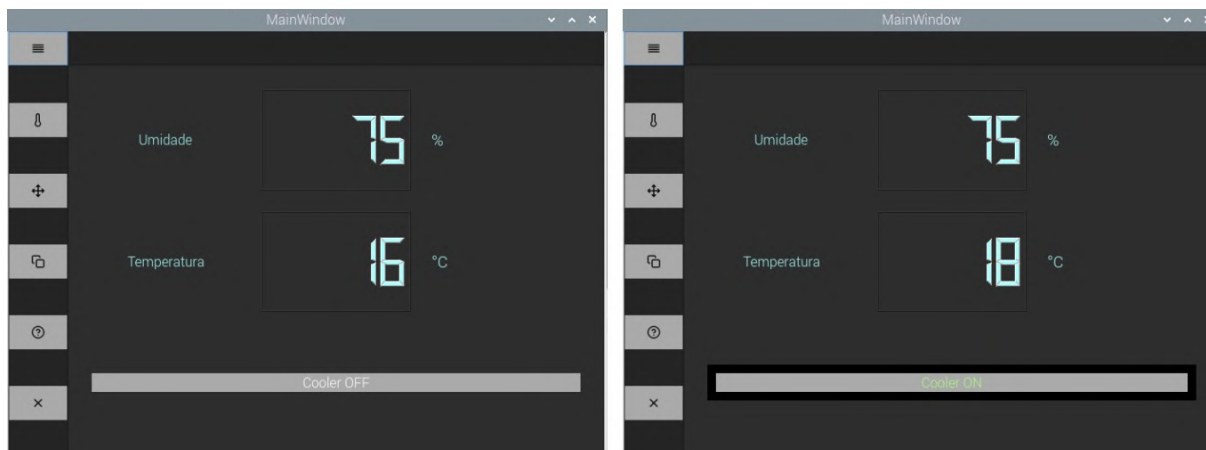 MainWindow
Umidade 75 %
Temperatura 16 °C
Cooler OFF
MainWindow
Umidade 75 %
Temperatura 18 °C
Cooler ON